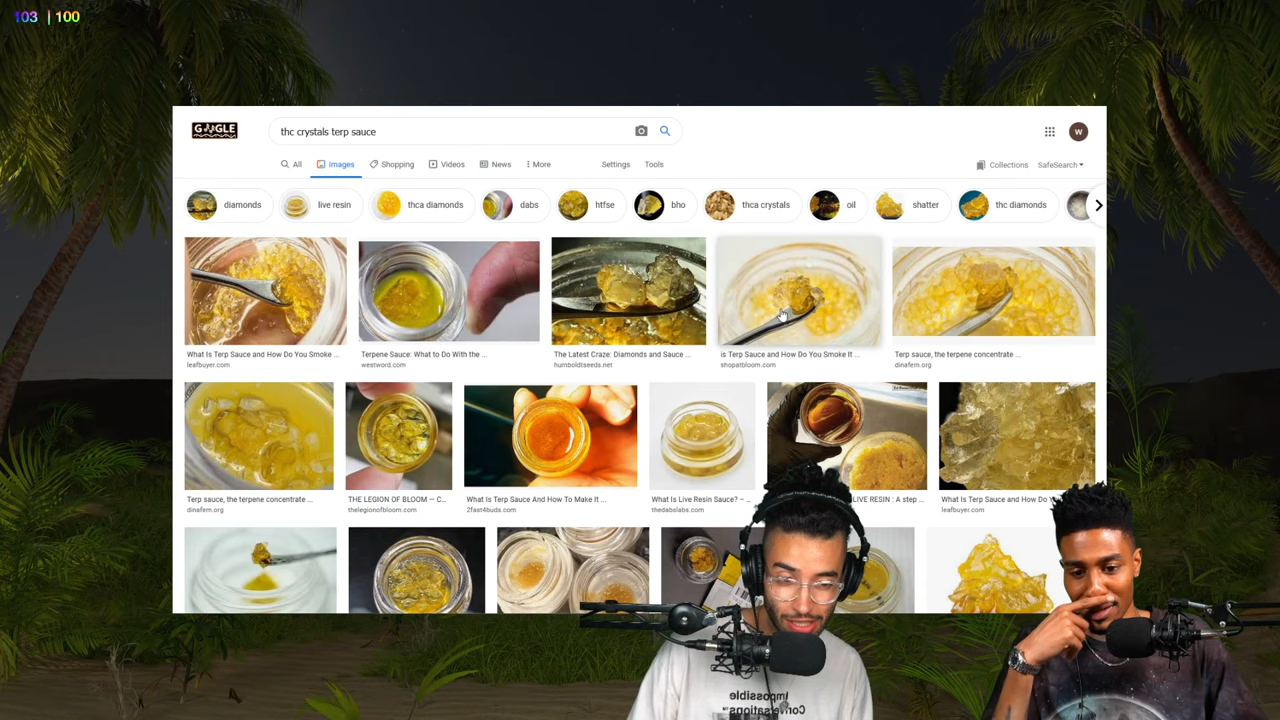 103 | 100
GOOGLE
thc crystals terp sauce
W
All Images Shopping Videos News More Settings Tools Collections SafeSearch
diamonds live resin thca diamonds dabs htfse bho thca crystals oil shatter thc diamonds
What Is Terp Sauce and How Do You Smoke ...
leafbuyer.com
Terpene Sauce: What to Do With the ...
westword.com
The Latest Craze: Diamonds and Sauce ...
humboldtseeds.net
is Terp Sauce and How Do You Smoke It ...
shopatbloom.com
Terp sauce, the terpene concentrate ...
dinafem.org
Terp sauce, the terpene concentrate ...
dinafem.org
THE LEGION OF BLOOM — C...
thelegionofbloom.com
What Is Terp Sauce And How To Make It ...
2fast4buds.com
What Is Live Resin Sauce? – ...
thedabslabs.com
LIVE RESIN : A step ...
What Is Terp Sauce and How Do Y
leafbuyer.com
Impossible
Conversations™